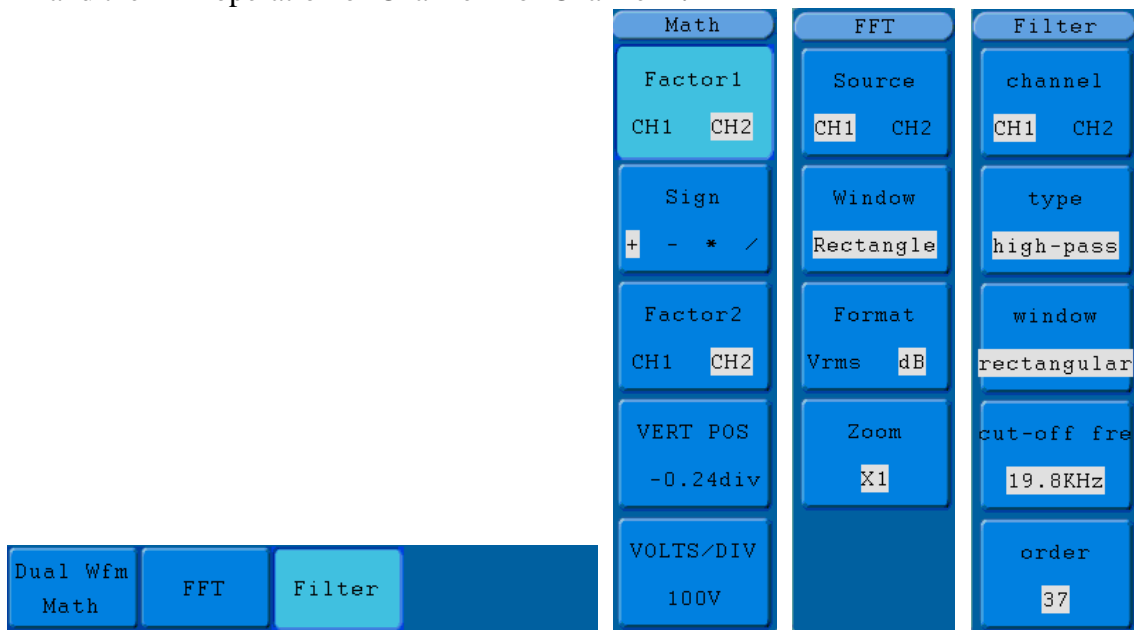 Math
Factor1
CH1 CH2
Sign
+ - * /
Factor2
CH1 CH2
VERT POS
-0.24div
VOLTS/DIV
100V
FFT
Source
CH1 CH2
Window
Rectangle
Format
Vrms dB
Zoom
X1
Filter
channel
CH1 CH2
type
high-pass
window
rectangular
cut-off fre
19.8KHz
order
37
Dual Wfm
Math
FFT
Filter